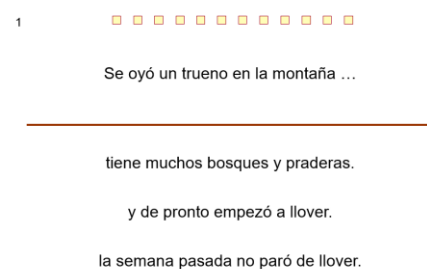 1
Se oyó un trueno en la montaña …
tiene muchos bosques y praderas.
y de pronto empezó a llover.
la semana pasada no paró de llover.